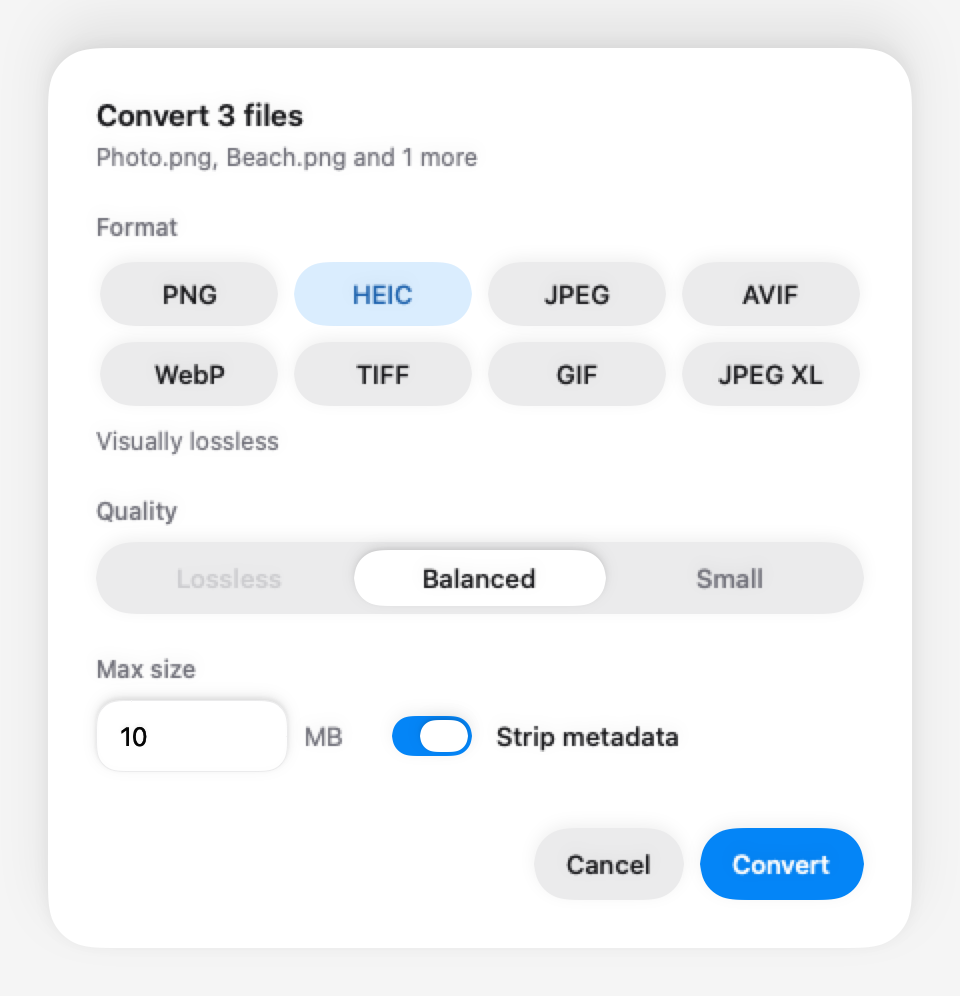 Convert 3 files
Photo.png, Beach.png and 1 more
Format
PNG HEIC JPEG AVIF
WebP TIFF GIF JPEG XL
Visually lossless
Quality
Lossless Balanced Small
Max size
10 MB Strip metadata
Cancel Convert